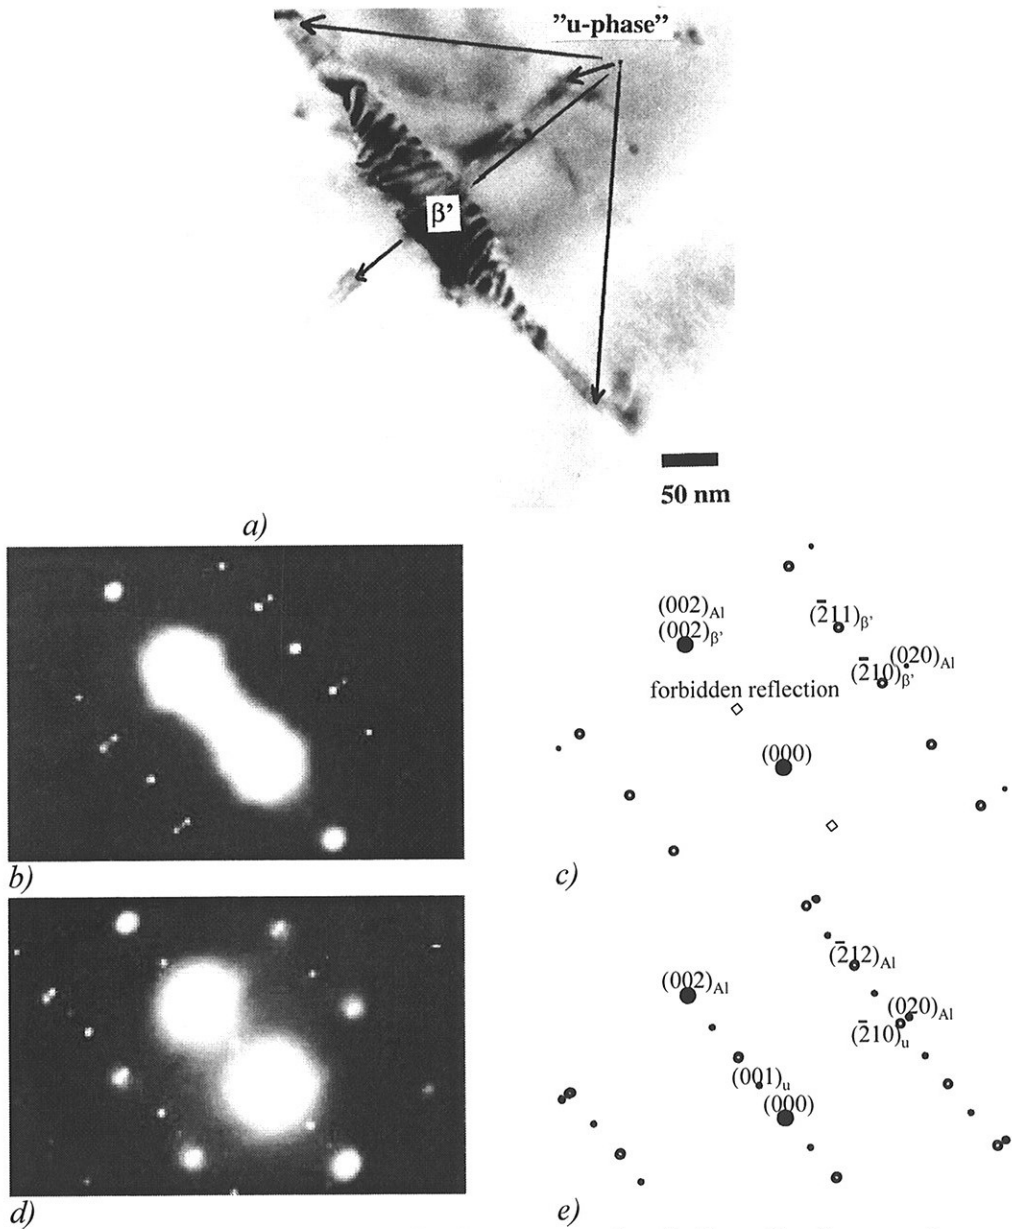 ”u-phase”
β’
50 nm
a)
b)
(002)Al
(002)β’
(2̄11)β’
(020)Al
(2̄10)β’
forbidden reflection
(000)
c)
d)
(2̄12)Al
(002)Al
(020)Al
(2̄10)u
(001)u
(000)
e)